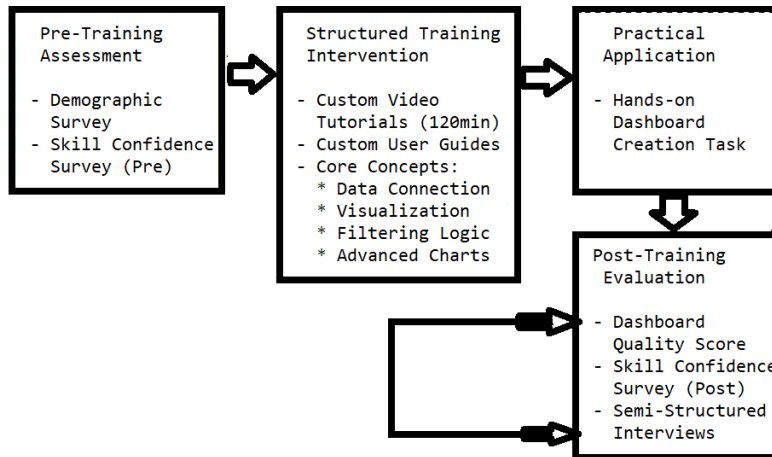 Pre-Training
Assessment
- Demographic
Survey
- Skill Confidence
Survey (Pre)
Structured Training
Intervention
- Custom Video
Tutorials (120min)
- Custom User Guides
- Core Concepts:
* Data Connection
* Visualization
* Filtering Logic
* Advanced Charts
Practical
Application
- Hands-on
Dashboard
Creation Task
Post-Training
Evaluation
- Dashboard
Quality Score
- Skill Confidence
Survey (Post)
- Semi-Structured
Interviews